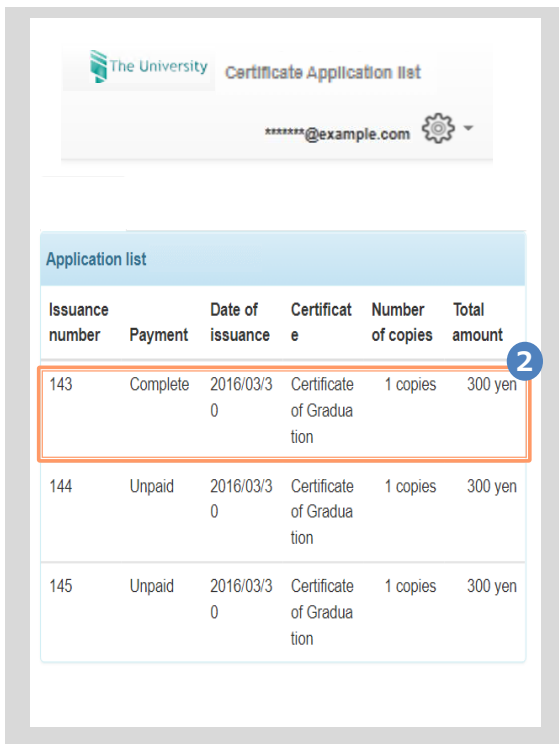 The University Certificate Application list
*******@example.com
Application list
Issuance number Payment Date of issuance Certificat e Number of copies Total amount
2
143 Complete 2016/03/3 0 Certificate of Gradua tion 1 copies 300 yen
144 Unpaid 2016/03/3 0 Certificate of Gradua tion 1 copies 300 yen
145 Unpaid 2016/03/3 0 Certificate of Gradua tion 1 copies 300 yen